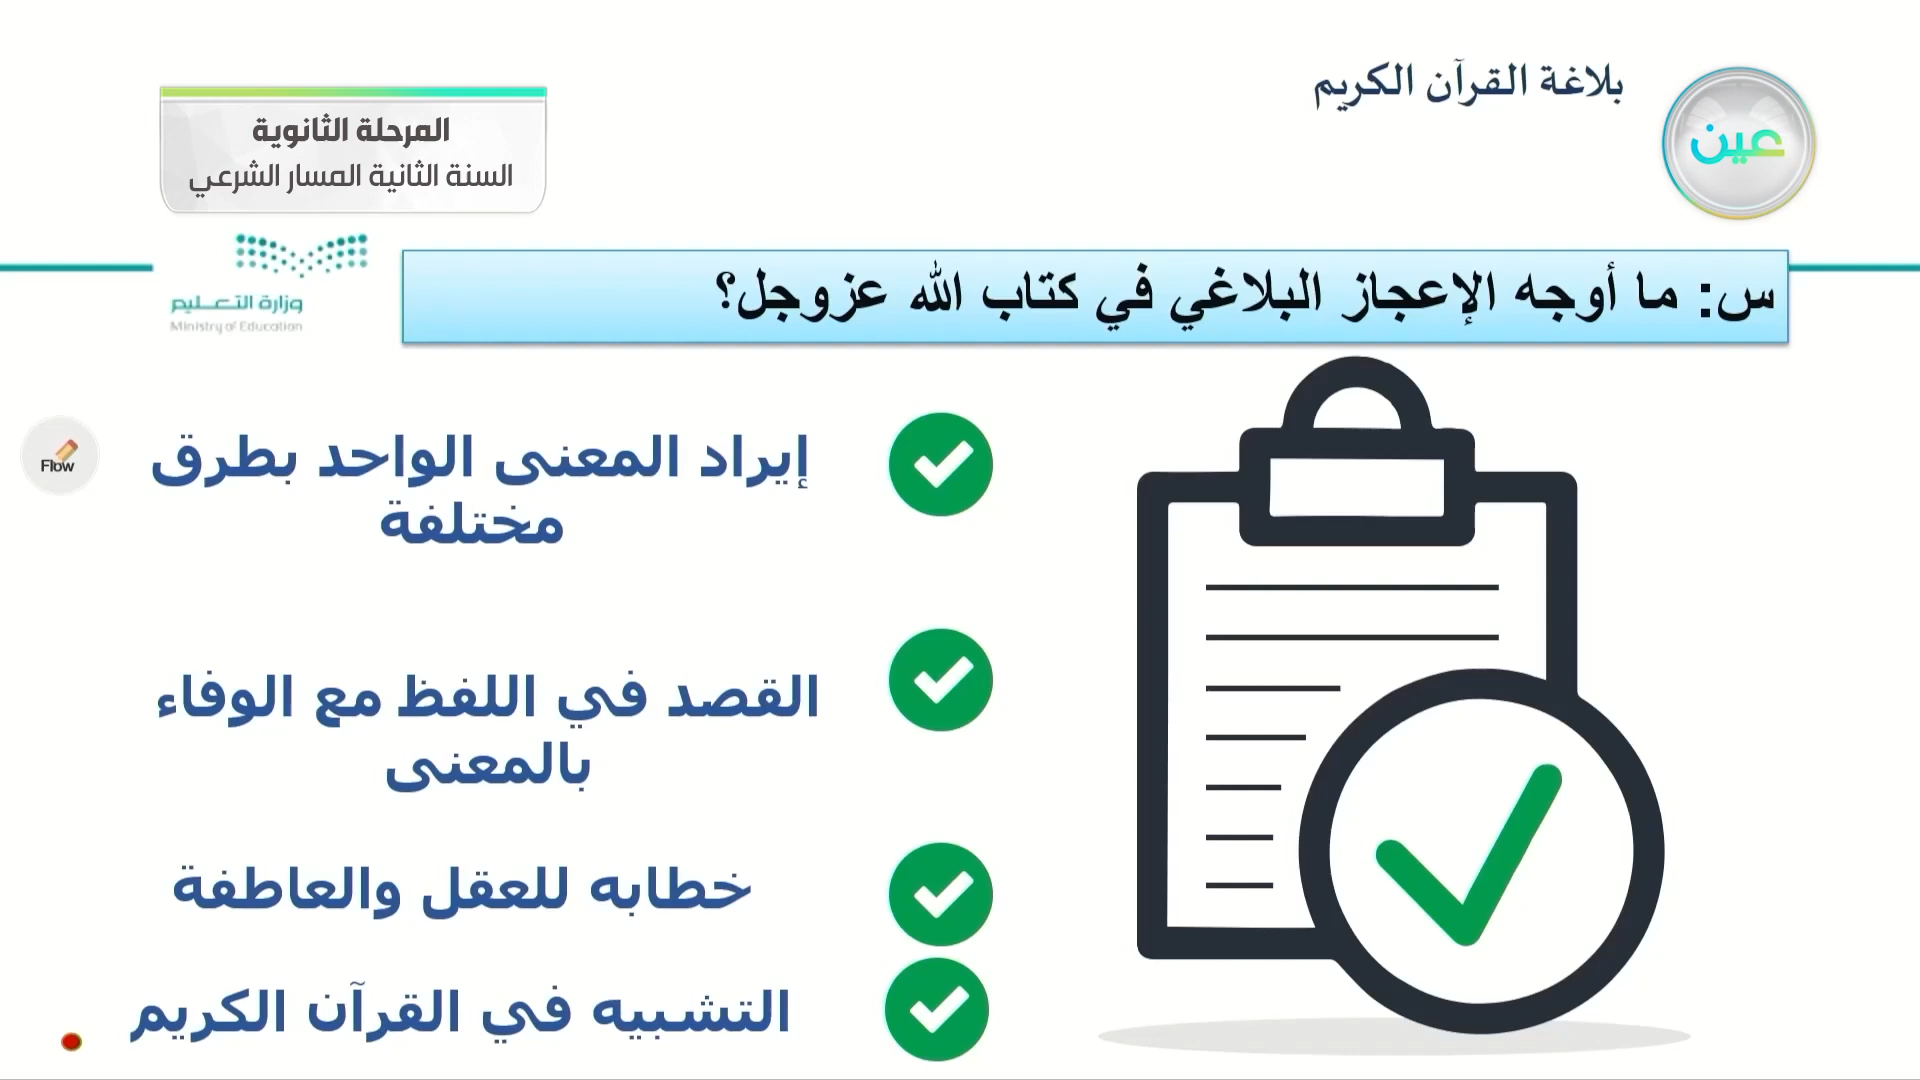 بلاغة القرآن الكريم
عين
المرحلة الثانوية
السنة الثانية المسار الشرعي
وزارة التعليم
Ministry of Education
س: ما أوجه الإعجاز البلاغي في كتاب الله عزوجل؟
إيراد المعنى الواحد بطرق
مختلفة
القصد في اللفظ مع الوفاء
بالمعنى
خطابه للعقل والعاطفة
التشبيه في القرآن الكريم
Flow